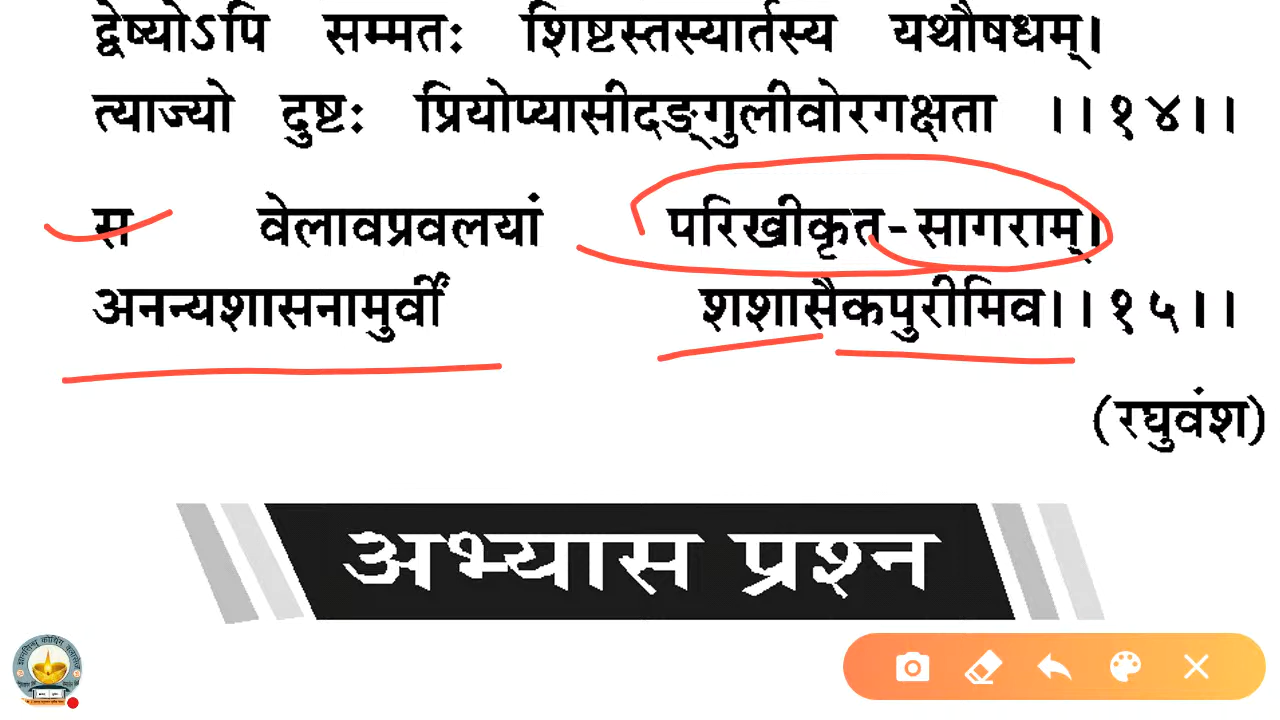 द्वेष्योऽपि सम्मतः शिष्टस्तस्यार्तस्य यथौषधम्।
त्याज्यो दुष्टः प्रियोप्यासीदङ्गुलीवोरगक्षता ।।१४।।
स वेलावप्रवलयां परिखीकृत-सागराम्।
अनन्यशासनामुर्वीं शशासैकपुरीमिव।।१५।।
(रघुवंश)
अभ्यास प्रश्न